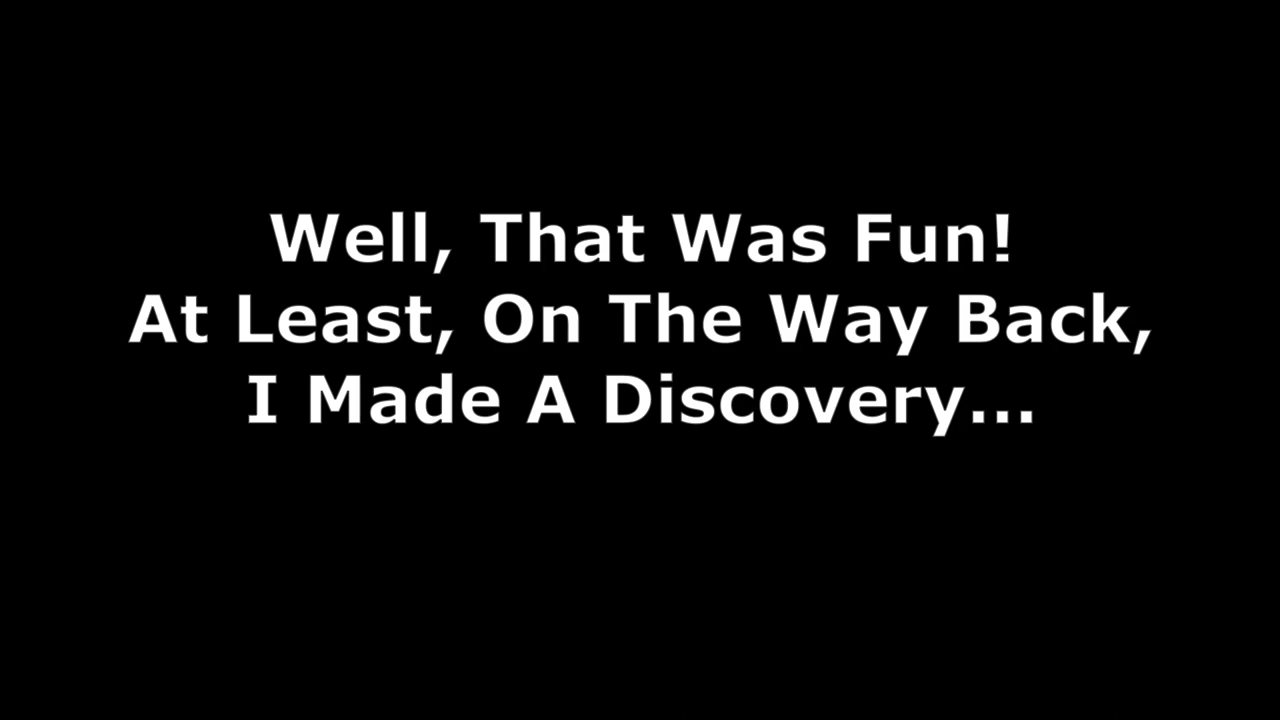 Well, That Was Fun!
At Least, On The Way Back,
I Made A Discovery...